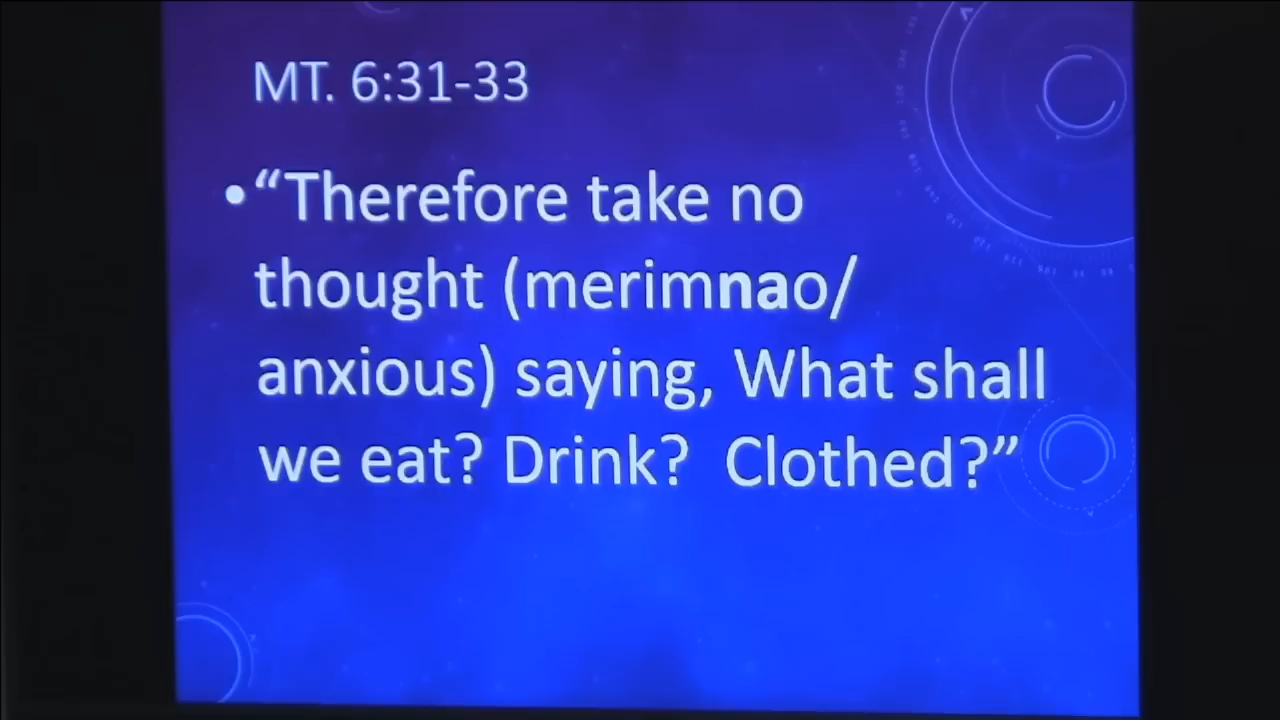 MT. 6:31-33
•“Therefore take no
thought (merimnao/
anxious) saying, What shall
we eat? Drink?  Clothed?”